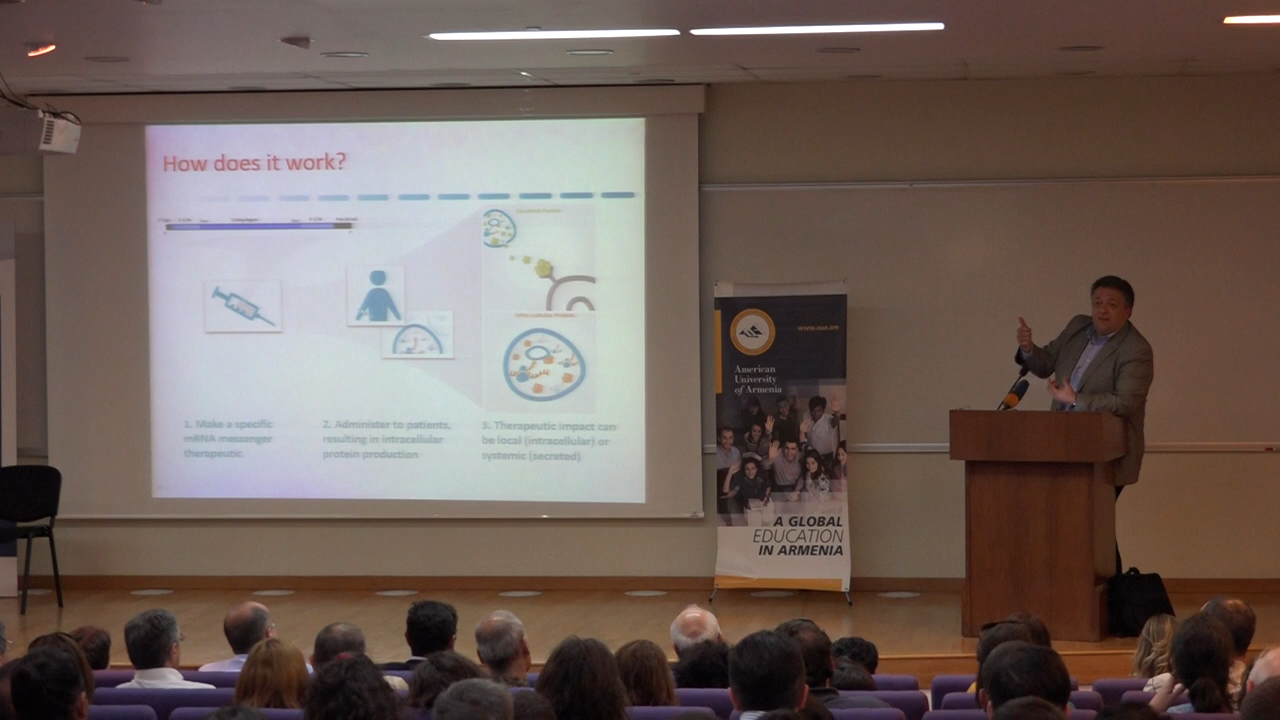 How does it work?
1. Make a specific
mRNA messenger
therapeutic
2. Administer to patients,
resulting in intracellular
protein production
3. Therapeutic impact can
be local (intracellular) or
systemic (secreted)
American
University
of Armenia
A GLOBAL
EDUCATION
IN ARMENIA